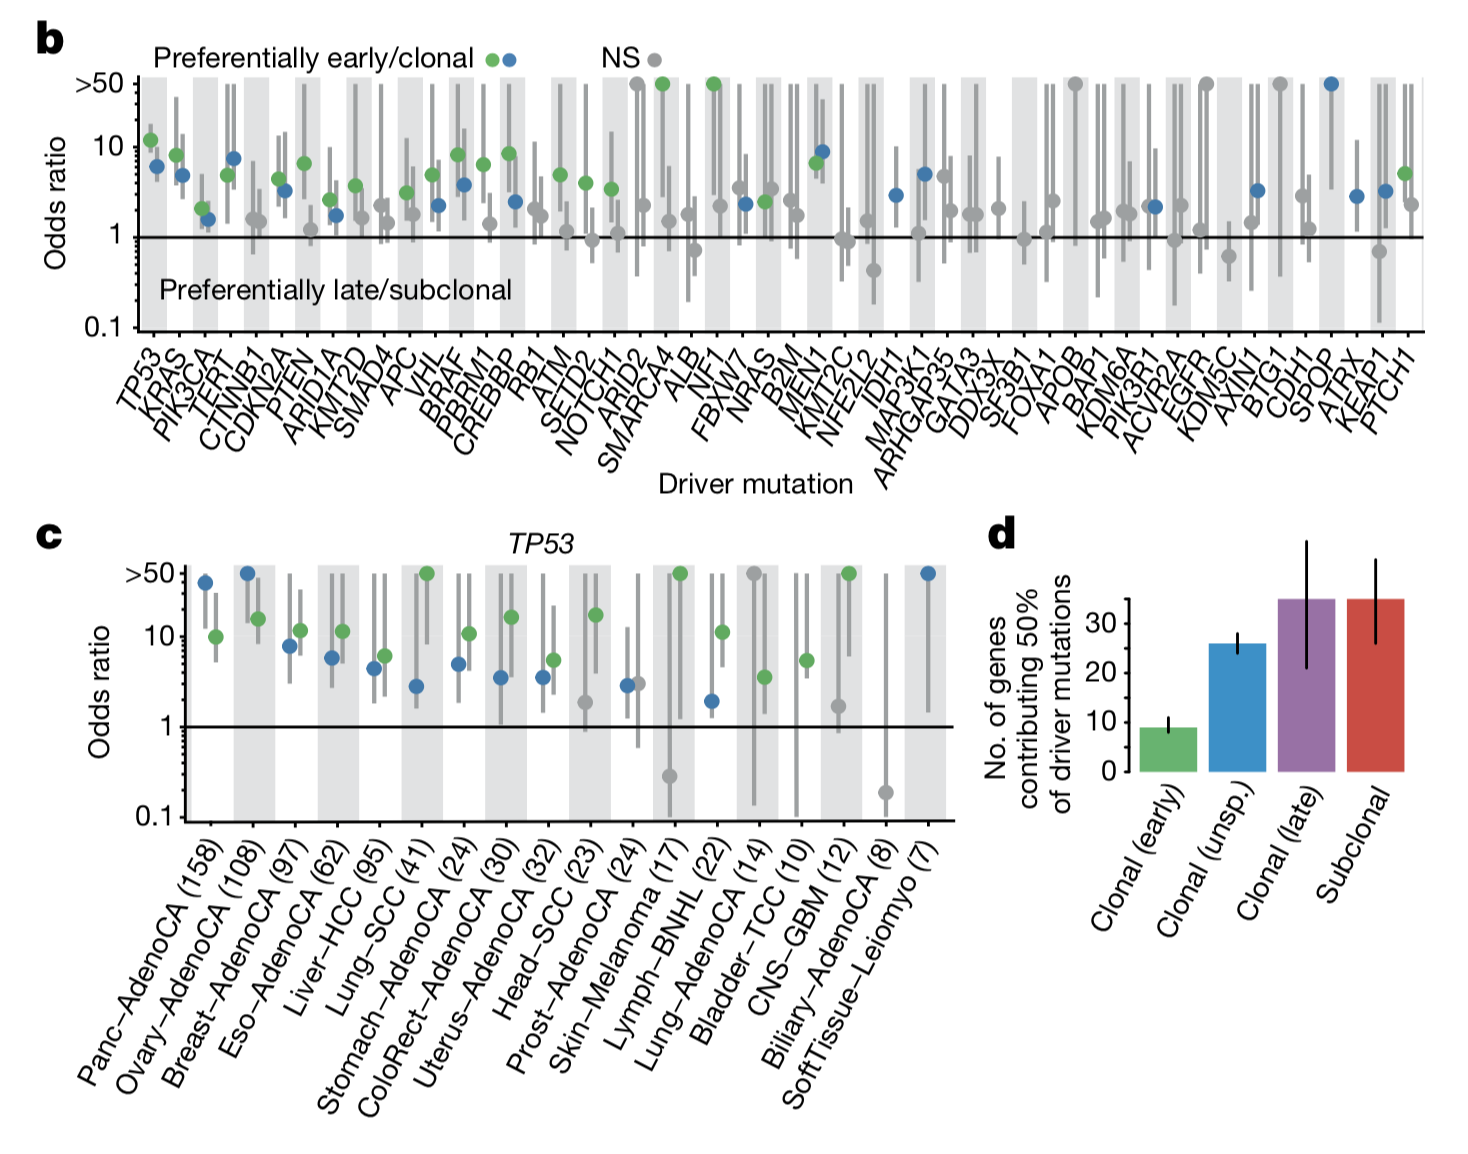 b
Preferentially early/clonal
NS
>50
10
1
0.1
Odds ratio
Preferentially late/subclonal
TP53
KRAS
PIK3CA
TERT
CTNNB1
CDKN2A
PTEN
ARID1A
KMT2D
SMAD4
APC
VHL
BRAF
PBRM1
CREBBP
RB1
ATM
SETD2
NOTCH1
ARID2
SMARCA4
ALB
NF1
FBXW7
NRAS
B2M
MEN1
KMT2C
NFE2L2
IDH1
MAP3K1
ARHGAP35
GATA3
DDX3X
SF3B1
FOXA1
APOB
BAP1
KDM6A
PIK3R1
ACVR2A
EGFR
KDM5C
AXIN1
BTG1
CDH1
SPOP
ATRX
KEAP1
PTCH1
Driver mutation
c
TP53
>50
10
1
0.1
Odds ratio
Panc–AdenoCA (158)
Ovary–AdenoCA (108)
Breast–AdenoCA (97)
Eso–AdenoCA (62)
Liver–HCC (95)
Lung–SCC (41)
Stomach–AdenoCA (24)
ColoRect–AdenoCA (30)
Uterus–AdenoCA (32)
Head–SCC (23)
Prost–AdenoCA (24)
Skin–Melanoma (17)
Lymph–BNHL (22)
Lung–AdenoCA (14)
Bladder–TCC (10)
CNS–GBM (12)
Biliary–AdenoCA (8)
SoftTissue–Leiomyo (7)
d
No. of genes
contributing 50%
of driver mutations
30
20
10
0
Clonal (early)
Clonal (unsp.)
Clonal (late)
Subclonal